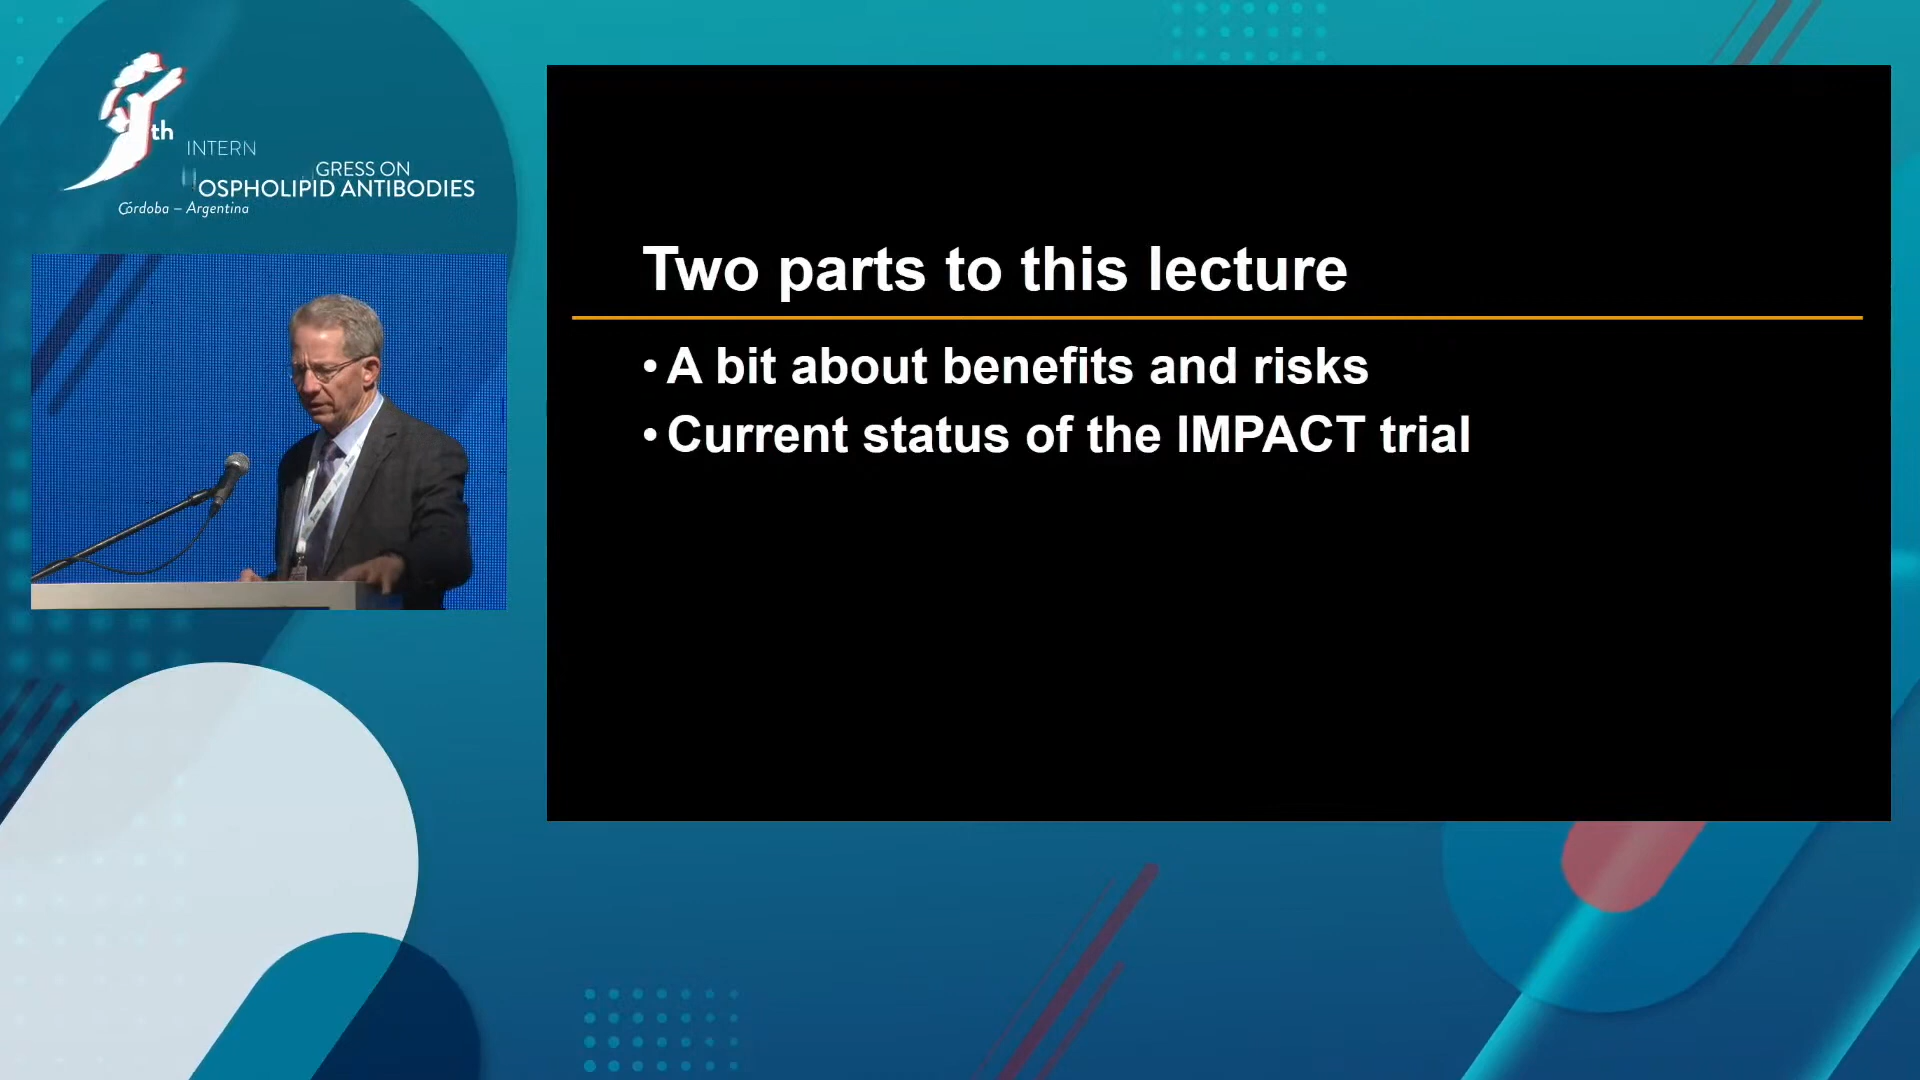 th
INTERN
GRESS ON
OSPHOLIPID ANTIBODIES
Córdoba – Argentina
Two parts to this lecture
• A bit about benefits and risks
• Current status of the IMPACT trial